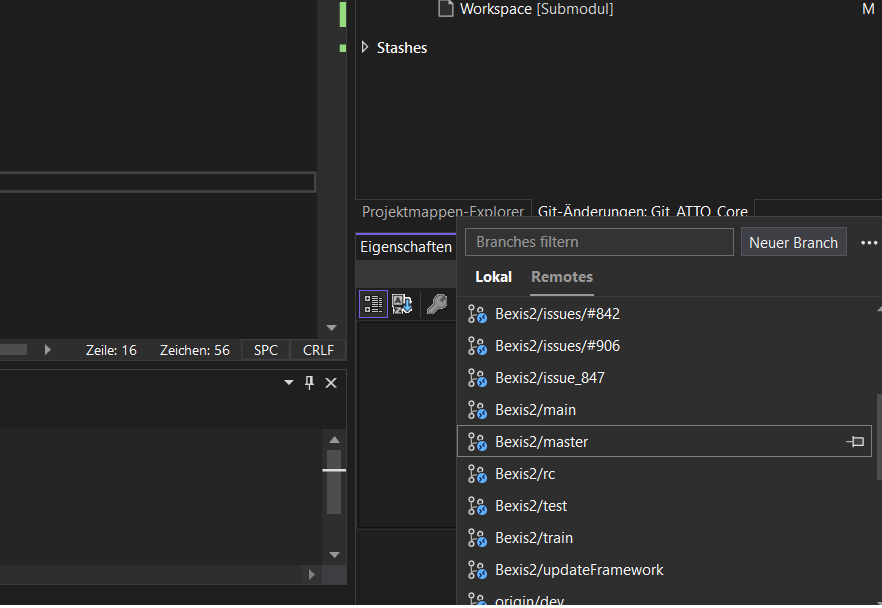 Workspace [Submodul]
M
Stashes
Projektmappen-Explorer
Git-Änderungen: Git_ATTO_Core
Eigenschaften
Branches filtern
Neuer Branch
Lokal
Remotes
Bexis2/issues/#842
Bexis2/issues/#906
Bexis2/issue_847
Bexis2/main
Bexis2/master
Bexis2/rc
Bexis2/test
Bexis2/train
Bexis2/updateFramework
origin/dev
Zeile: 16
Zeichen: 56
SPC
CRLF